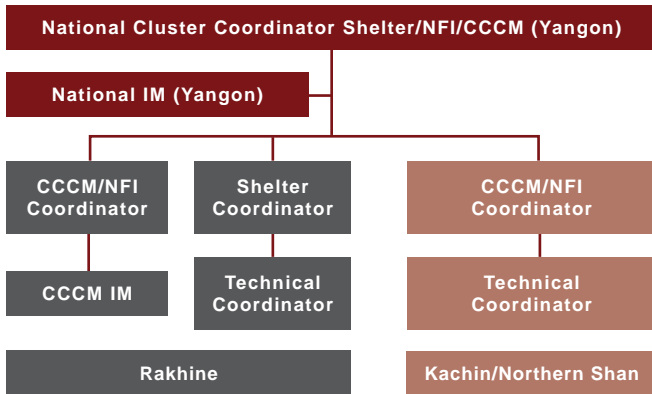 National Cluster Coordinator Shelter/NFI/CCCM (Yangon)
National IM (Yangon)
CCCM/NFI
Coordinator
Shelter
Coordinator
CCCM/NFI
Coordinator
CCCM IM
Technical
Coordinator
Technical
Coordinator
Rakhine
Kachin/Northern Shan